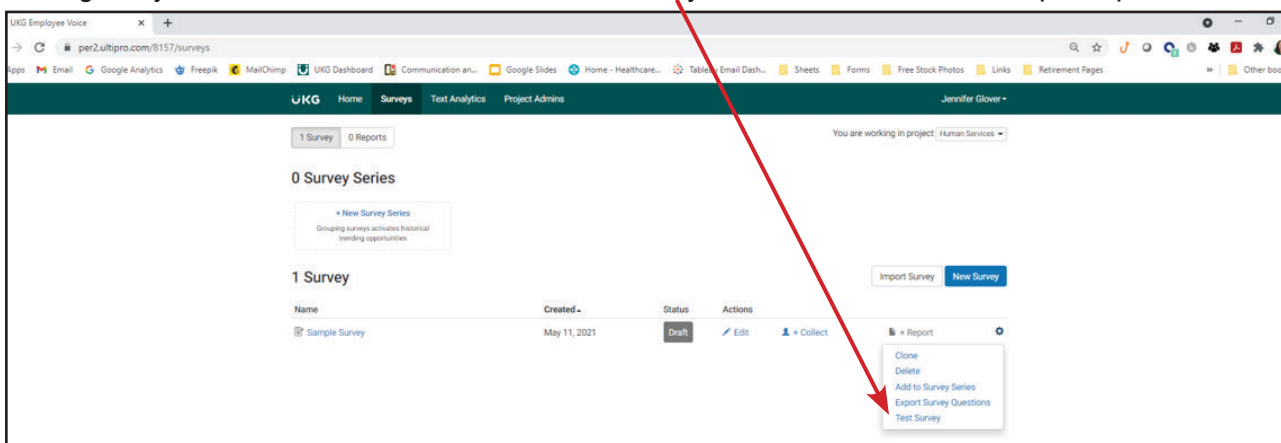 UKG Employee Voice
per2.ultipro.com/8157/surveys
Apps Email Google Analytics Freepik MailChimp UKG Dashboard Communication an... Google Slides Home - Healthcare... Email Dash... Sheets Forms Free Stock Photos Links Retirement Pages Other
UKG Home Surveys Text Analytics Project Admins Jennifer Glover
1 Survey 0 Reports You are working in project Human Services
0 Survey Series
+ New Survey Series
Grouping surveys activates historical
trending opportunities
1 Survey Import Survey New Survey
Name Created Status Actions
Sample Survey May 11, 2021 Draft Edit + Collect + Report
Clone
Delete
Add to Survey Series
Export Survey Questions
Test Survey